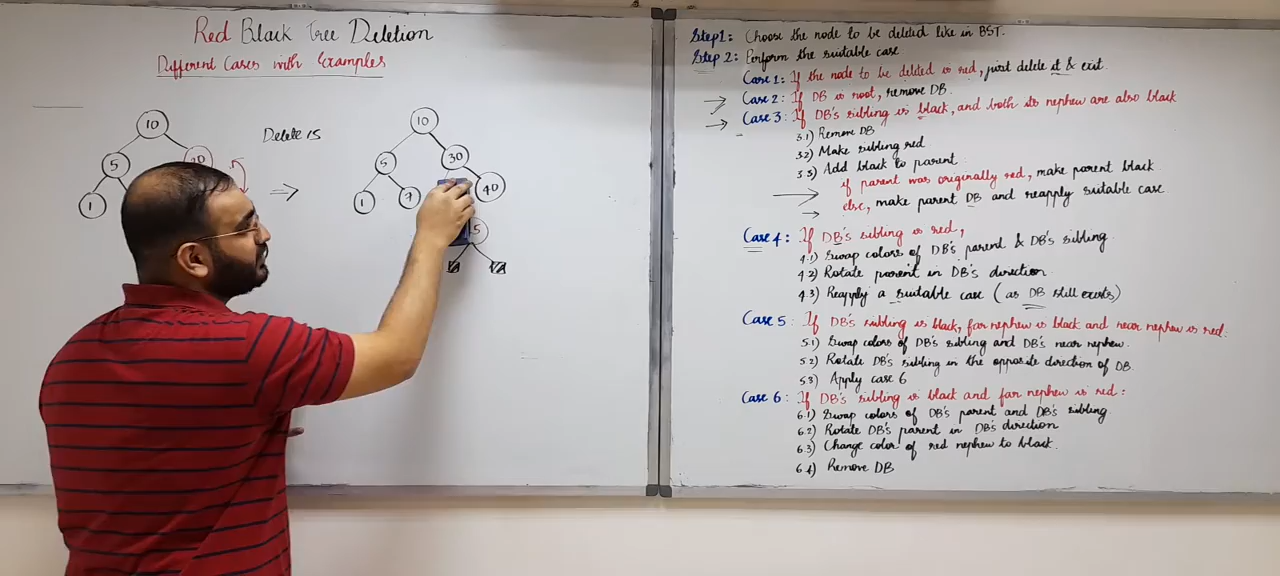 Red Black Tree Deletion
Different Cases with Examples
10
5
30
1
Delete 15
10
5
30
1
7
40
5
Step1: Choose the node to be deleted like in BST.
Step 2: Perform the suitable case
Case 1: If the node to be deleted is red, just delete it & exit.
Case 2: If DB is root, remove DB.
Case 3: If DB's sibling is black, and both its nephew are also black
3.1) Remove DB
3.2) Make sibling red.
3.3) Add black to parent.
if parent was originally red, make parent black
else, make parent DB and reapply suitable case
Case 4: If DB's sibling is red,
4.1) Swap colors of DB's parent & DB's sibling.
4.2) Rotate parent in DB's direction.
4.3) Reapply a suitable case (as DB still exists)
Case 5: If DB's sibling is black, far nephew is black and near nephew is red.
5.1) Swap colors of DB's sibling and DB's near nephew.
5.2) Rotate DB's sibling in the opposite direction of DB.
5.3) Apply case 6
Case 6: If DB's sibling is black and far nephew is red:
6.1) Swap colors of DB's parent and DB's sibling
6.2) Rotate DB's parent in DB's direction
6.3) Change color of red nephew to black.
6.4) Remove DB